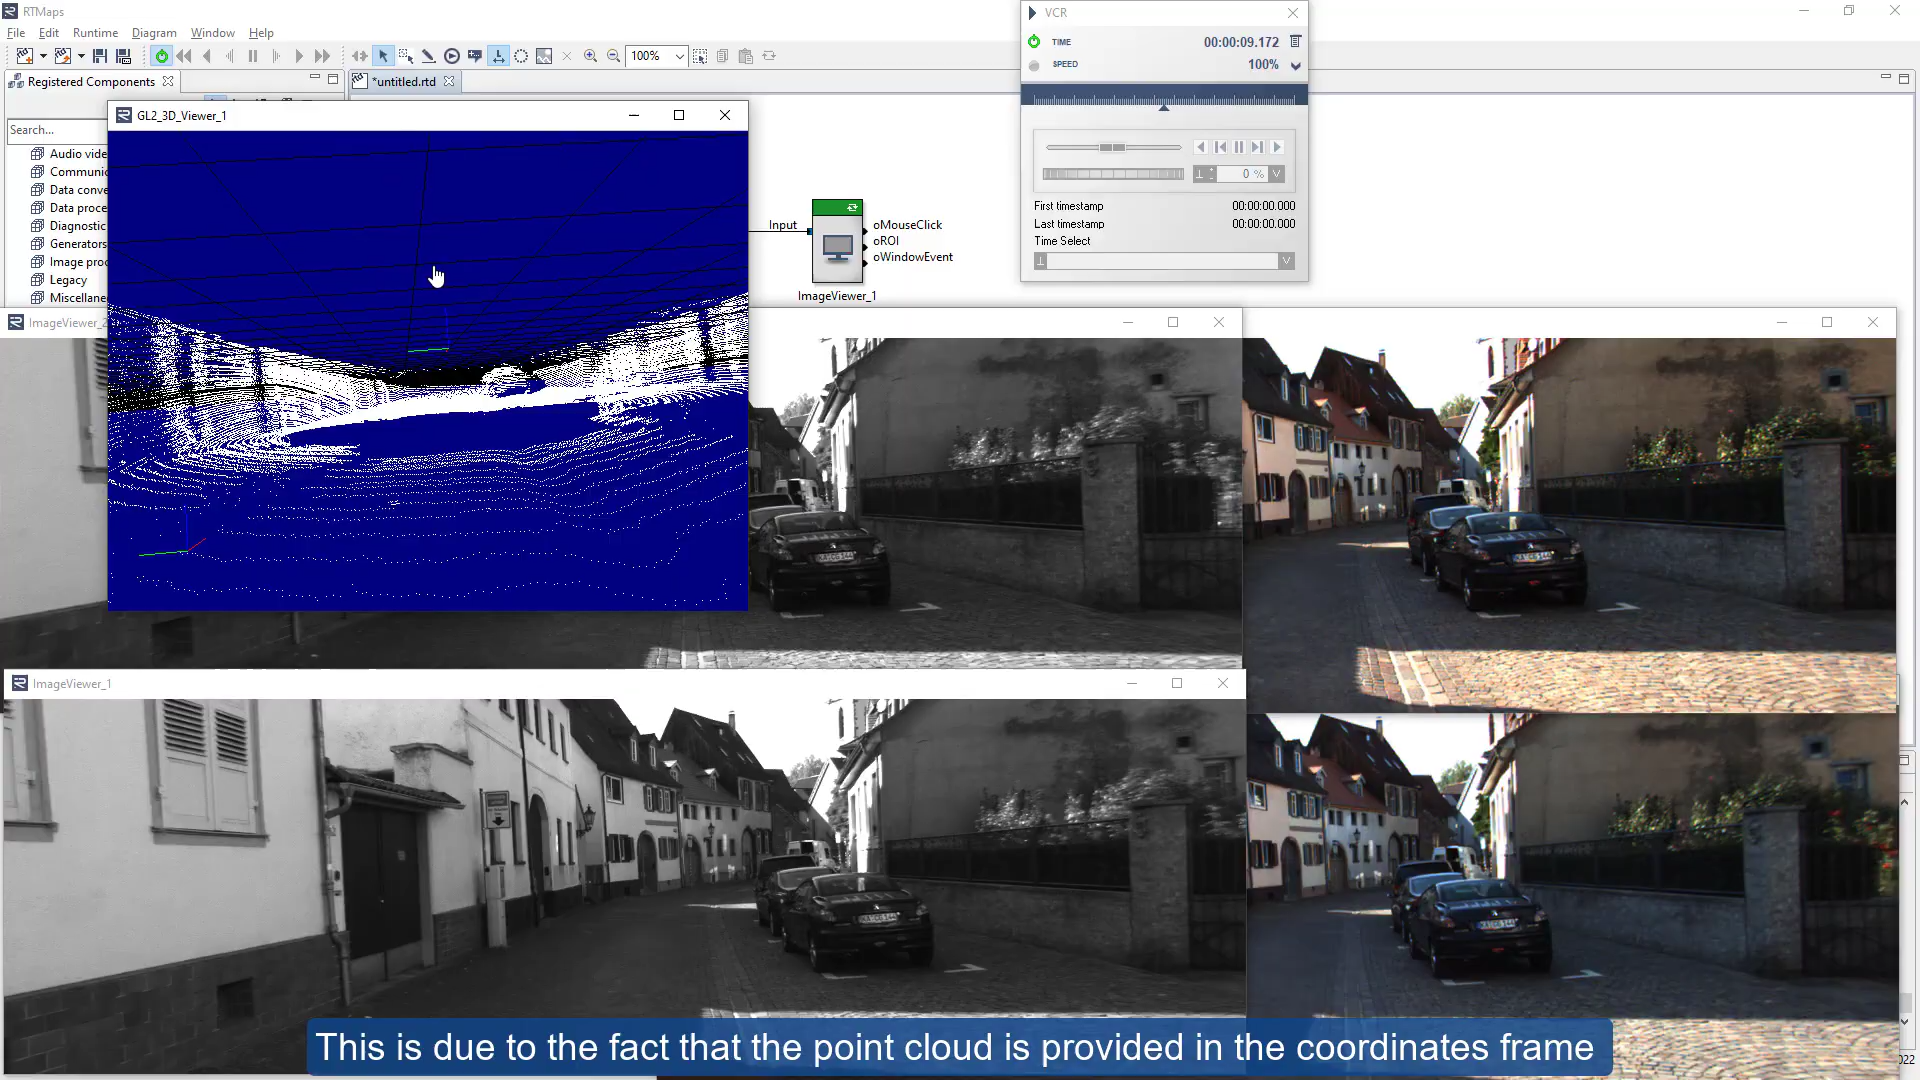 RTMaps
File Edit Runtime Diagram Window Help
100%
Registered Components
*untitled.rtd
Search...
Audio vide
Communic
Data conve
Data proce
Diagnostic
Generators
Image proc
Legacy
Miscellane
GL2_3D_Viewer_1
Input
oMouseClick
oROI
oWindowEvent
ImageViewer_1
VCR
TIME 00:00:09.172
SPEED 100%
0 %
First timestamp 00:00:00.000
Last timestamp 00:00:00.000
Time Select
ImageViewer_2
ImageViewer_1
This is due to the fact that the point cloud is provided in the coordinates frame
022